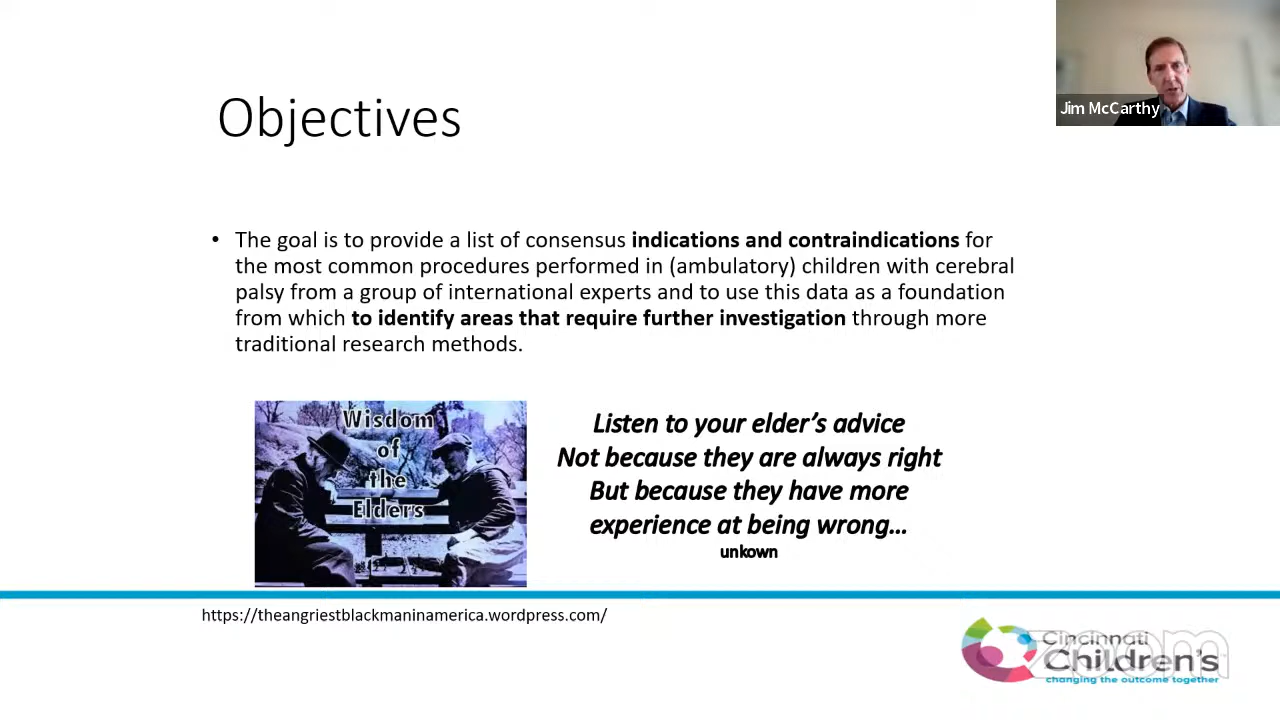 Jim McCarthy
Objectives
• The goal is to provide a list of consensus indications and contraindications for
the most common procedures performed in (ambulatory) children with cerebral
palsy from a group of international experts and to use this data as a foundation
from which to identify areas that require further investigation through more
traditional research methods.
Wisdom
of
the
Elders
Listen to your elder’s advice
Not because they are always right
But because they have more
experience at being wrong…
unkown
https://theangriestblackmaninamerica.wordpress.com/
Cincinnati
Children's
changing the outcome together
zoom